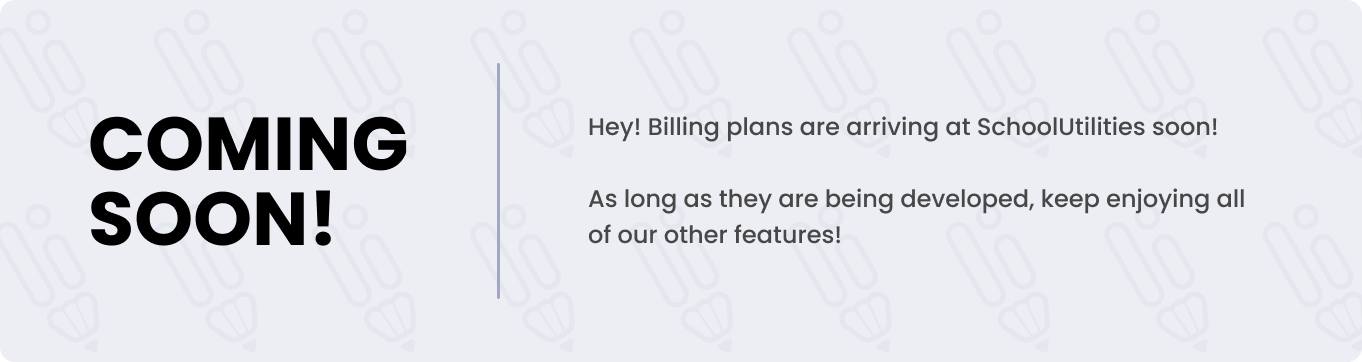 COMING
SOON!
Hey! Billing plans are arriving at SchoolUtilities soon!
As long as they are being developed, keep enjoying all
of our other features!